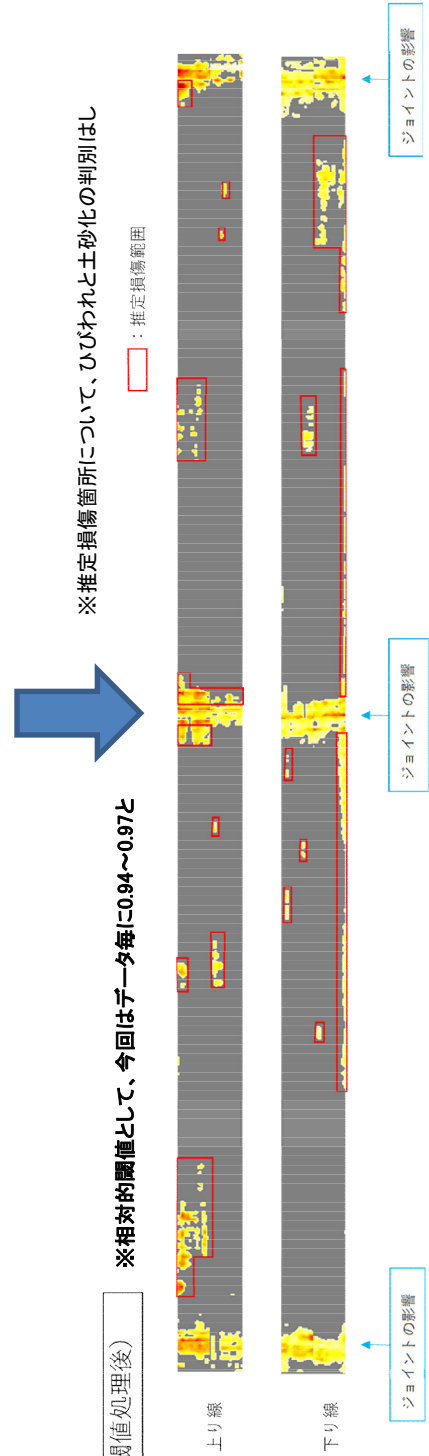 閾値処理後）
※相対的閾値として、今回はデータ毎に0.94～0.97と
※推定損傷箇所について、ひびわれと土砂化の判別はし
：推定損傷範囲
上り線
下り線
ジョイントの影響
ジョイントの影響
ジョイントの影響